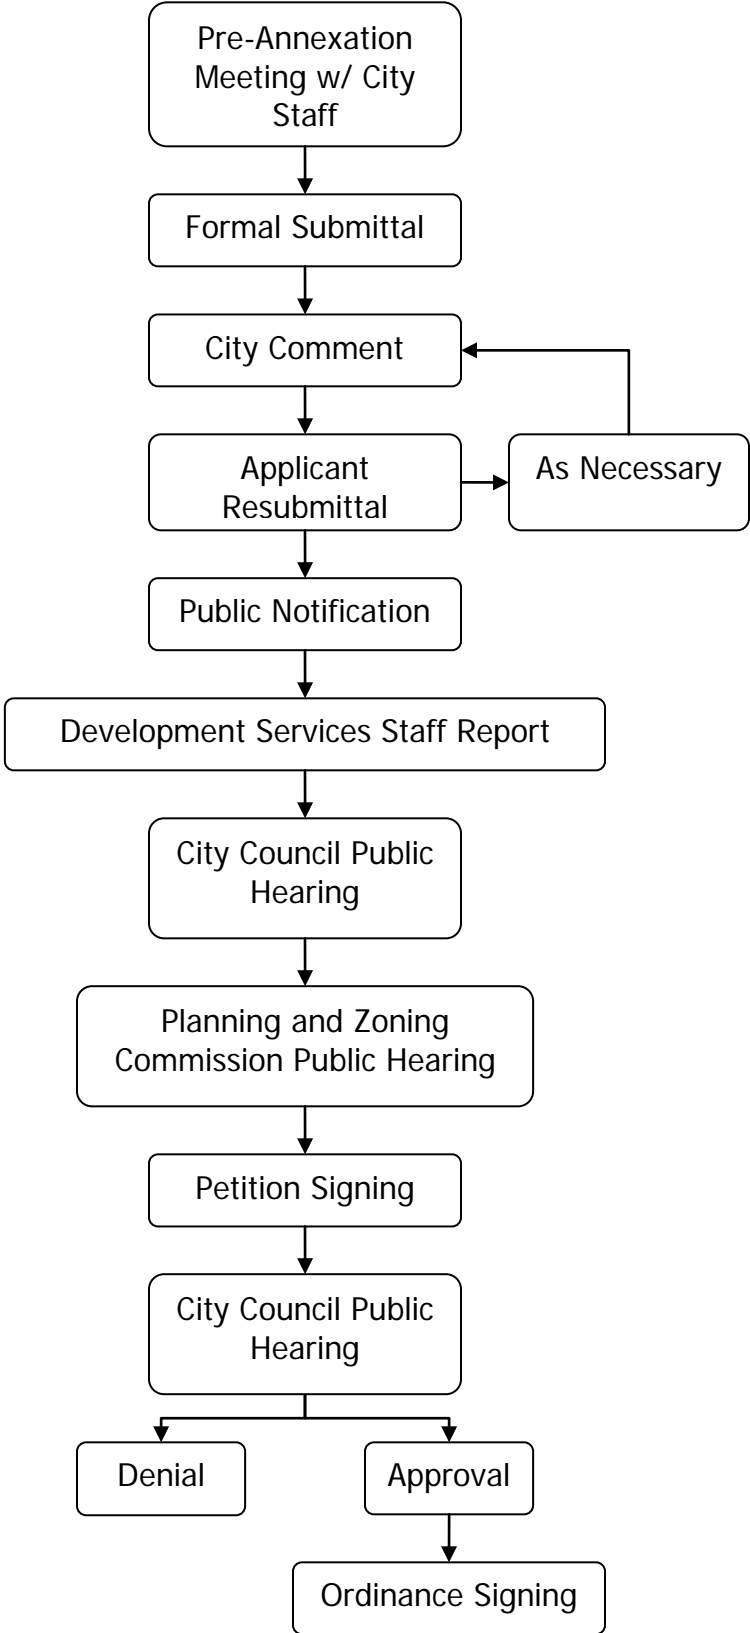 Pre-Annexation
Meeting w/ City
Staff
Formal Submittal
City Comment
Applicant
Resubmittal
As Necessary
Public Notification
Development Services Staff Report
City Council Public
Hearing
Planning and Zoning
Commission Public Hearing
Petition Signing
City Council Public
Hearing
Denial
Approval
Ordinance Signing